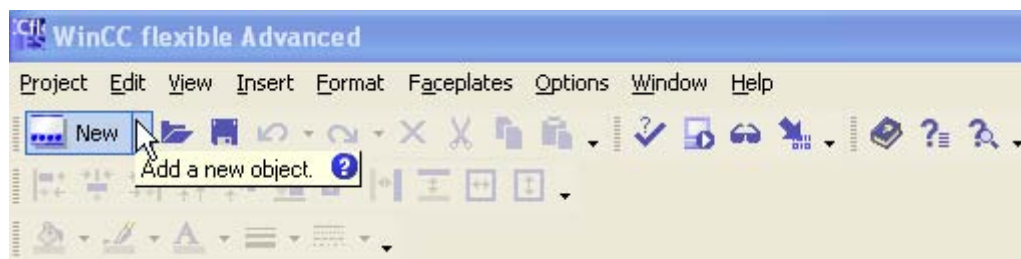 WinCC flexible Advanced
Project Edit View Insert Format Faceplates Options Window Help
New
Add a new object.